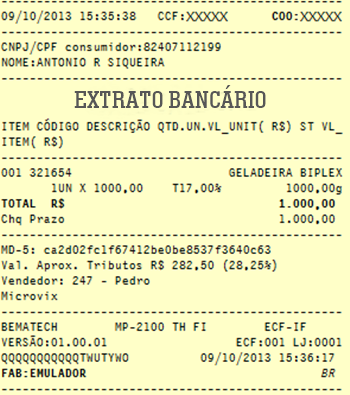 09/10/2013 15:35:38 CCF:XXXXX COO:XXXXX
CNPJ/CPF consumidor:82407112199
NOME:ANTONIO R SIQUEIRA
EXTRATO BANCÁRIO
ITEM CÓDIGO DESCRIÇÃO QTD.UN.VL_UNIT( R$) ST VL_
ITEM( R$)
001 321654 GELADEIRA BIPLEX
1UN X 1000,00 T17,00% 1000,00g
TOTAL R$ 1.000,00
Chq Prazo 1.000,00
MD-5: ca2d02fc1f67412be0be8537f3640c63
Val. Aprox. Tributos R$ 282,50 (28,25%)
Vendedor: 247 - Pedro
Microvix
BEMATECH MP-2100 TH FI ECF-IF
VERSÃO:01.00.01 ECF:001 LJ:0001
QQQQQQQQQQQTWUTYWO 09/10/2013 15:36:17
FAB:EMULADOR BR